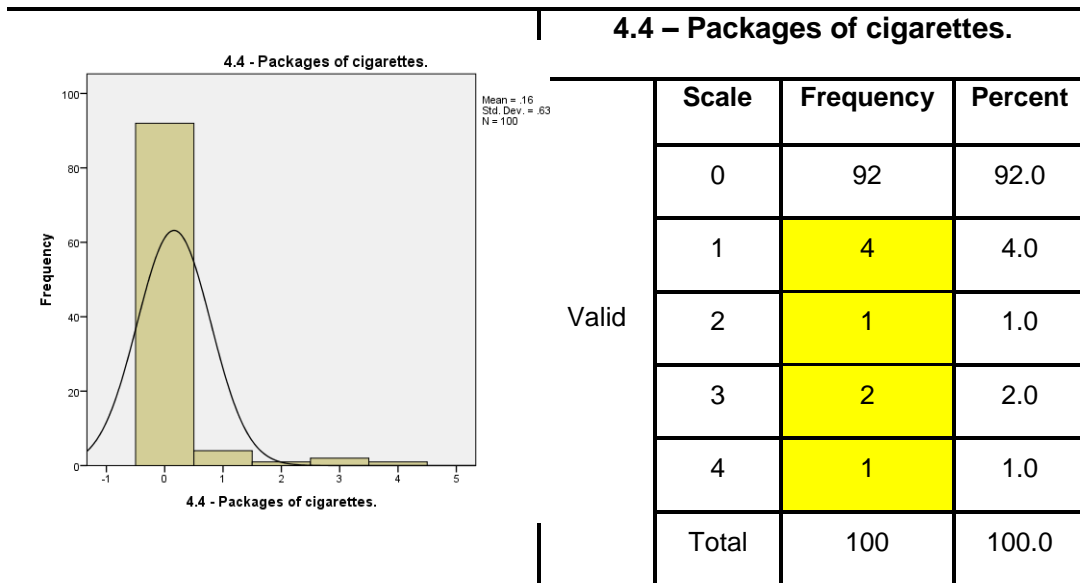 4.4 – Packages of cigarettes.
4.4 - Packages of cigarettes.
Mean = .16
Std. Dev. = .63
N = 100
100
80
60
40
20
0
Frequency
-1 0 1 2 3 4 5
4.4 - Packages of cigarettes.
Scale Frequency Percent
0 92 92.0
1 4 4.0
Valid 2 1 1.0
3 2 2.0
4 1 1.0
Total 100 100.0